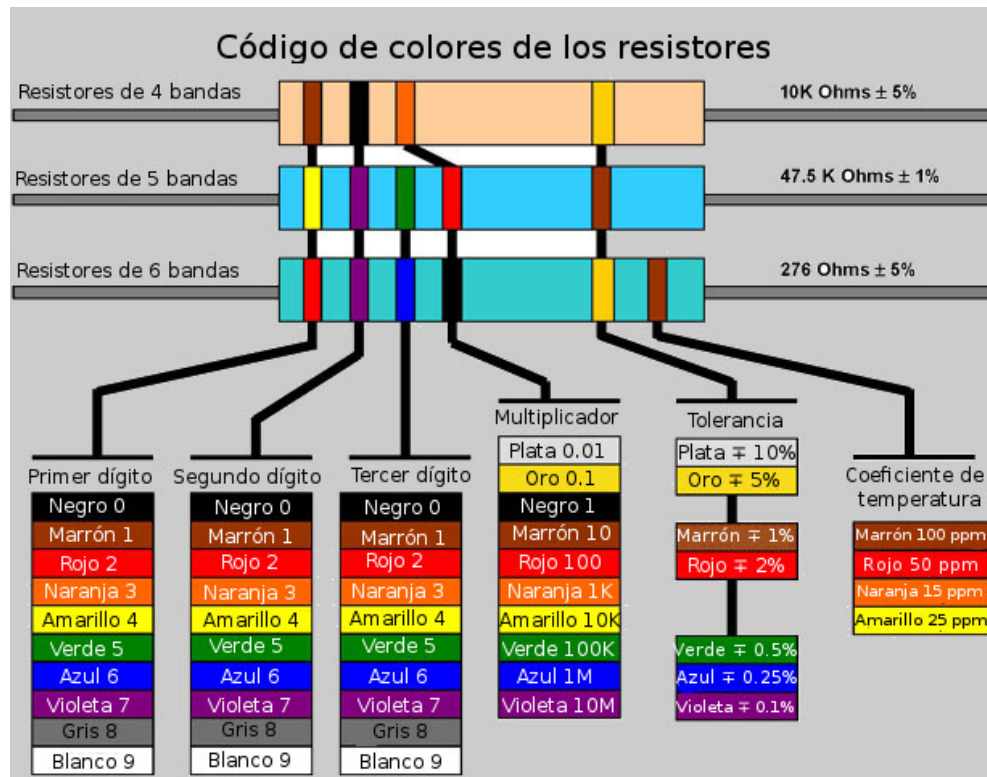 Código de colores de los resistores
Resistores de 4 bandas
10K Ohms ± 5%
Resistores de 5 bandas
47.5 K Ohms ± 1%
Resistores de 6 bandas
276 Ohms ± 5%
Primer dígito
Negro 0
Marrón 1
Rojo 2
Naranja 3
Amarillo 4
Verde 5
Azul 6
Violeta 7
Gris 8
Blanco 9
Segundo dígito
Negro 0
Marrón 1
Rojo 2
Naranja 3
Amarillo 4
Verde 5
Azul 6
Violeta 7
Gris 8
Blanco 9
Tercer dígito
Negro 0
Marrón 1
Rojo 2
Naranja 3
Amarillo 4
Verde 5
Azul 6
Violeta 7
Gris 8
Blanco 9
Multiplicador
Plata 0.01
Oro 0.1
Negro 1
Marrón 10
Rojo 100
Naranja 1K
Amarillo 10K
Verde 100K
Azul 1M
Violeta 10M
Tolerancia
Plata ∓ 10%
Oro ∓ 5%
Marrón ∓ 1%
Rojo ∓ 2%
Verde ∓ 0.5%
Azul ∓ 0.25%
Violeta ∓ 0.1%
Coeficiente de
temperatura
Marrón 100 ppm
Rojo 50 ppm
Naranja 15 ppm
Amarillo 25 ppm